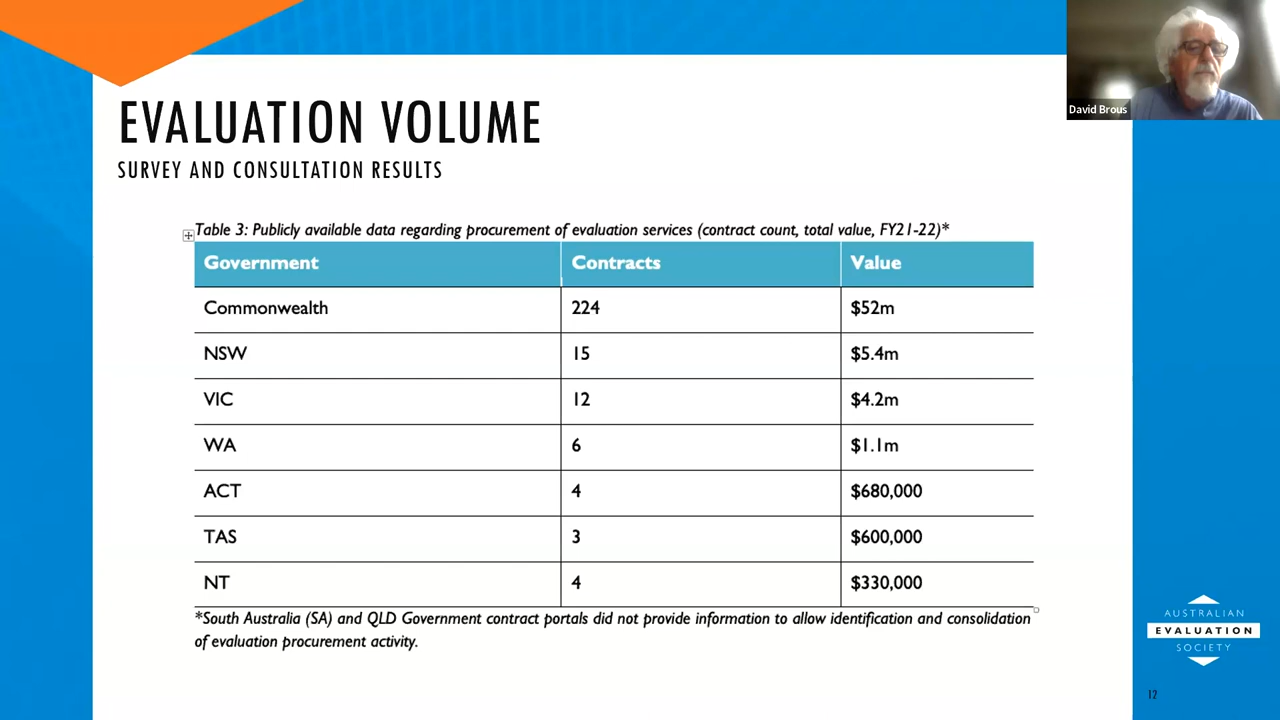 EVALUATION VOLUME
SURVEY AND CONSULTATION RESULTS
David Brous
Table 3: Publicly available data regarding procurement of evaluation services (contract count, total value, FY21-22)*
Government Contracts Value
Commonwealth 224 $52m
NSW 15 $5.4m
VIC 12 $4.2m
WA 6 $1.1m
ACT 4 $680,000
TAS 3 $600,000
NT 4 $330,000
*South Australia (SA) and QLD Government contract portals did not provide information to allow identification and consolidation
of evaluation procurement activity.
AUSTRALIAN
EVALUATION
SOCIETY
12